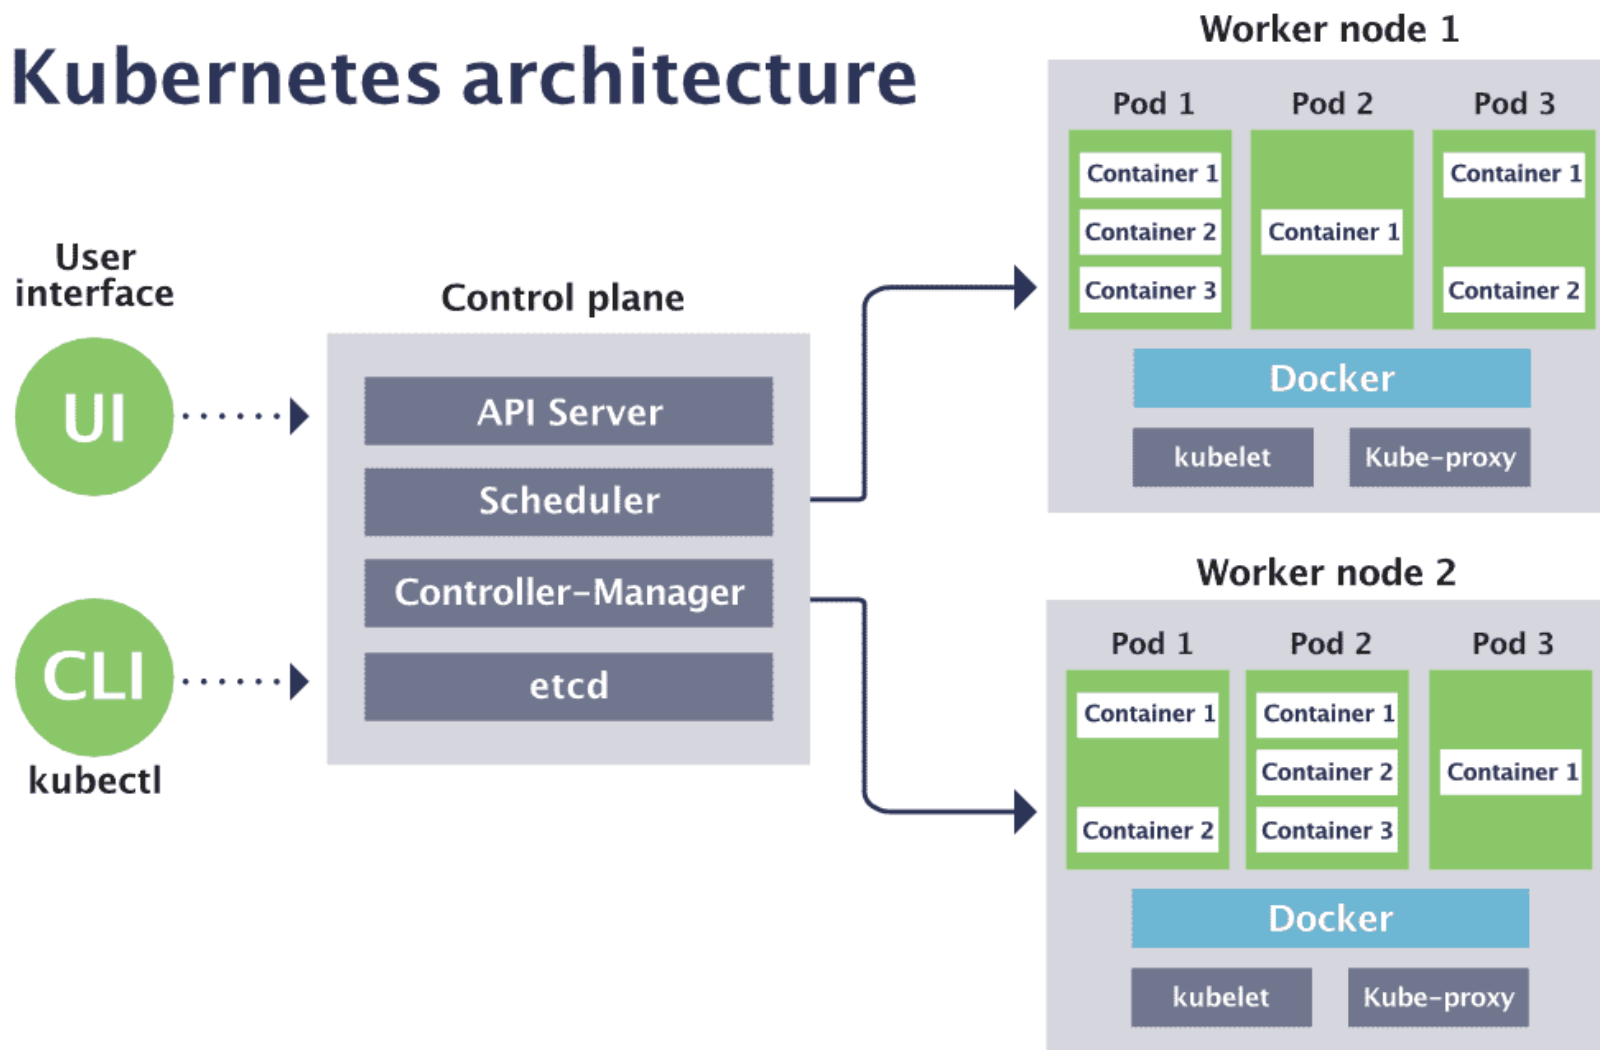 Kubernetes architecture
User
interface
UI
CLI
kubectl
Control plane
API Server
Scheduler
Controller-Manager
etcd
Worker node 1
Pod 1
Container 1
Container 2
Container 3
Pod 2
Container 1
Pod 3
Container 1
Container 2
Docker
kubelet
Kube-proxy
Worker node 2
Pod 1
Container 1
Container 2
Pod 2
Container 1
Container 2
Container 3
Pod 3
Container 1
Docker
kubelet
Kube-proxy